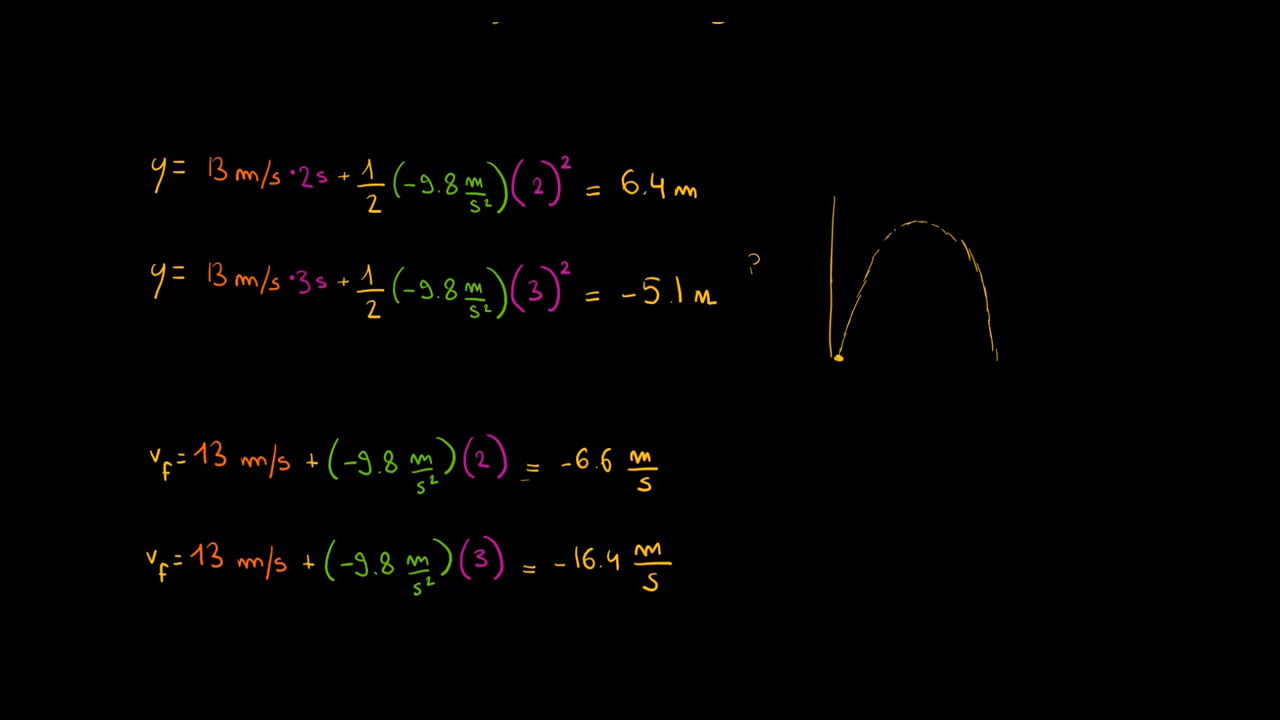 y = 13 m/s · 2s + 1/2 (-9.8 m/s²)(2)² = 6.4 m
y = 13 m/s · 3s + 1/2 (-9.8 m/s²)(3)² = -5.1 m ?
v_f = 13 m/s + (-9.8 m/s²)(2) = -6.6 m/s
v_f = 13 m/s + (-9.8 m/s²)(3) = -16.4 m/s